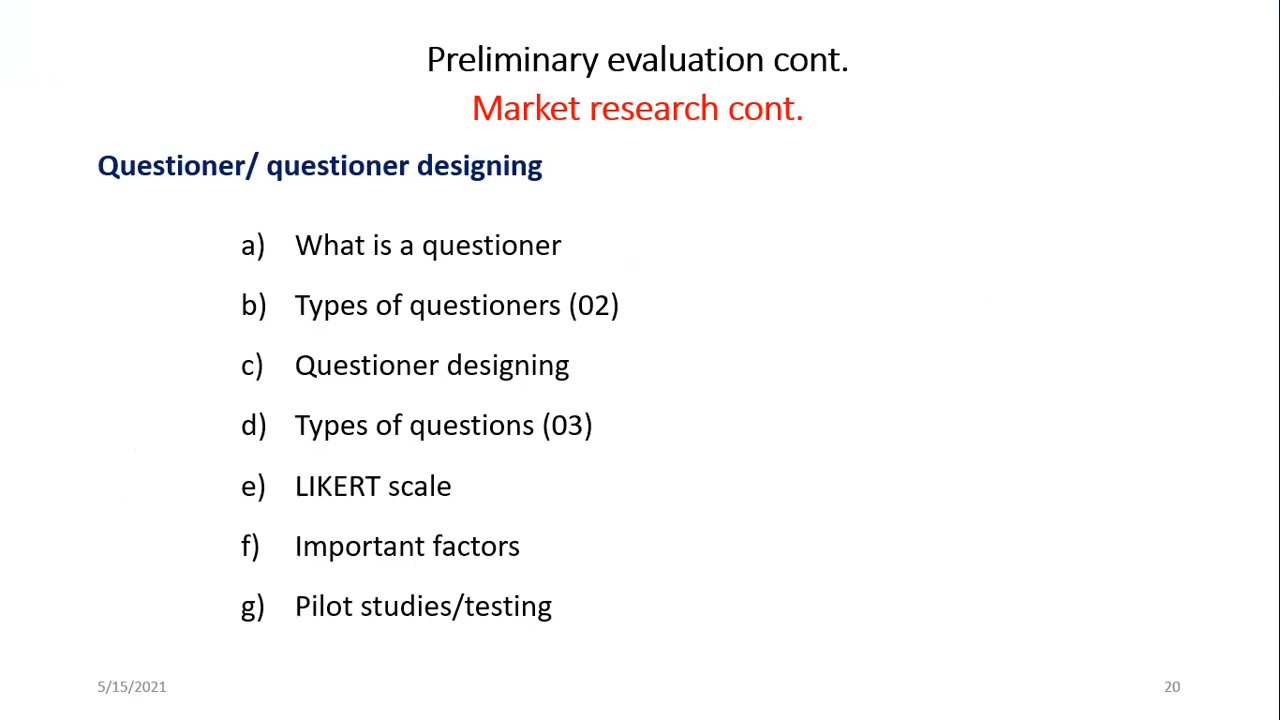 Preliminary evaluation cont.
Market research cont.
Questioner/ questioner designing
a) What is a questioner
b) Types of questioners (02)
c) Questioner designing
d) Types of questions (03)
e) LIKERT scale
f) Important factors
g) Pilot studies/testing
5/15/2021
20